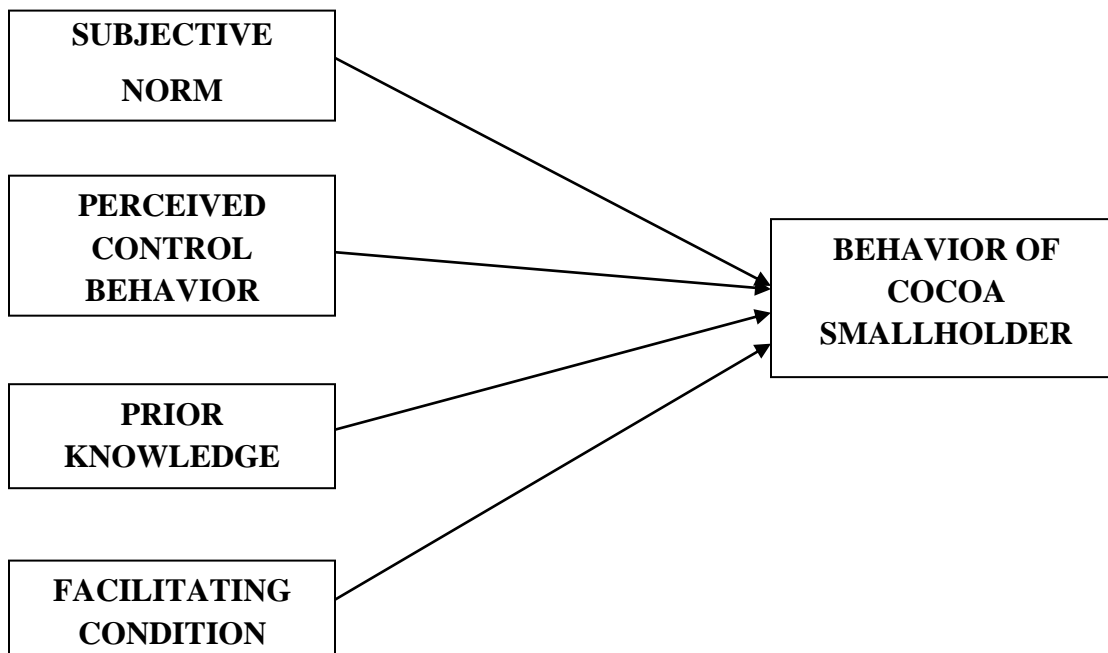 SUBJECTIVE
NORM
PERCEIVED
CONTROL
BEHAVIOR
PRIOR
KNOWLEDGE
FACILITATING
CONDITION
BEHAVIOR OF
COCOA
SMALLHOLDER